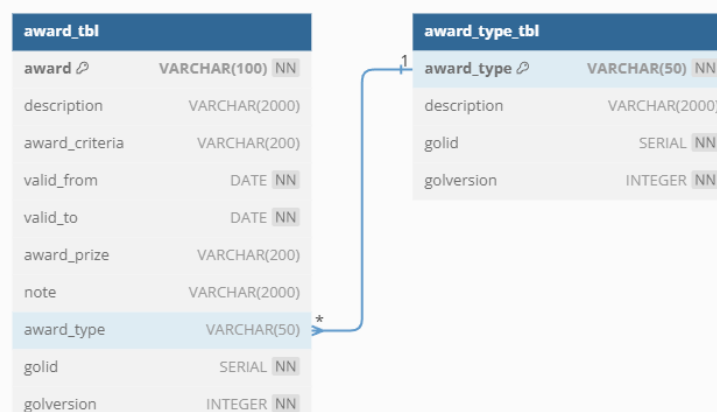 award_tbl
award VARCHAR(100) NN
description VARCHAR(2000)
award_criteria VARCHAR(200)
valid_from DATE NN
valid_to DATE NN
award_prize VARCHAR(200)
note VARCHAR(2000)
award_type VARCHAR(50)
golid SERIAL NN
golversion INTEGER NN
*
1
award_type_tbl
award_type VARCHAR(50) NN
description VARCHAR(2000)
golid SERIAL NN
golversion INTEGER NN